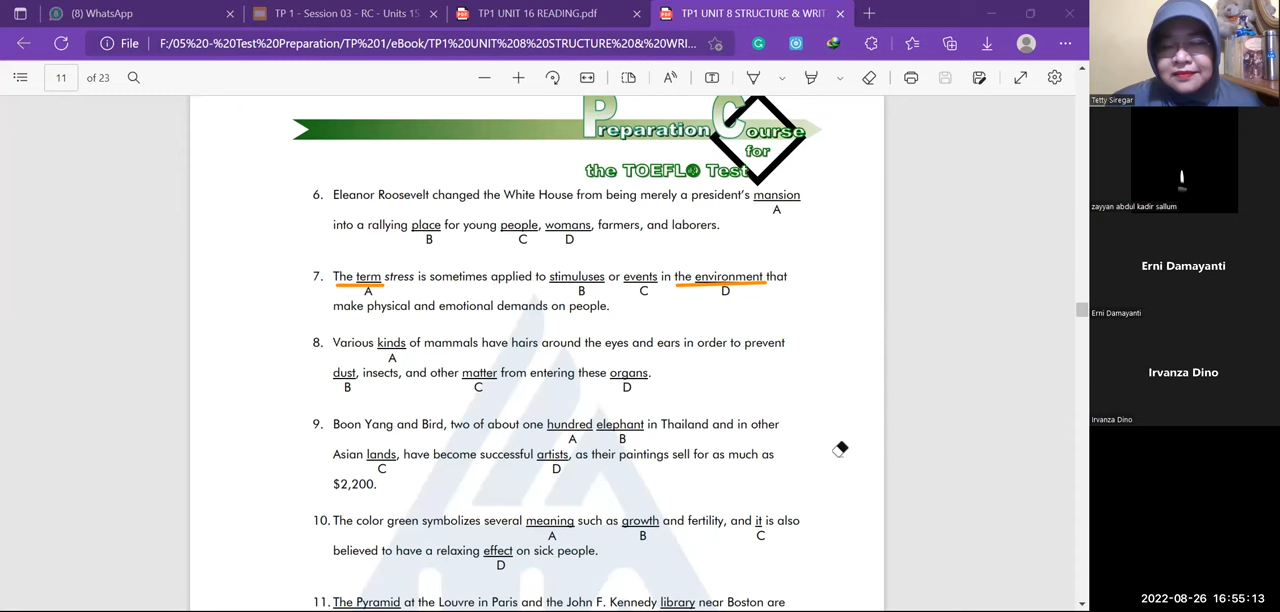 (8) WhatsApp
TP 1 - Session 03 - RC - Units 15
TP1 UNIT 16 READING.pdf
TP1 UNIT 8 STRUCTURE & WRIT
File
F:/05%20-%20Test%20Preparation/TP%201/eBook/TP1%20UNIT%208%20STRUCTURE%20&%20WRI...
11 of 23
Preparation Course
for
the TOEFL® Test
6. Eleanor Roosevelt changed the White House from being merely a president's mansion
A
into a rallying place for young people, womans, farmers, and laborers.
B C D
7. The term stress is sometimes applied to stimuluses or events in the environment that
A B C D
make physical and emotional demands on people.
8. Various kinds of mammals have hairs around the eyes and ears in order to prevent
A
dust, insects, and other matter from entering these organs.
B C D
9. Boon Yang and Bird, two of about one hundred elephant in Thailand and in other
A B
Asian lands, have become successful artists, as their paintings sell for as much as
C D
$2,200.
10. The color green symbolizes several meaning such as growth and fertility, and it is also
A B C
believed to have a relaxing effect on sick people.
D
11. The Pyramid at the Louvre in Paris and the John F. Kennedy library near Boston are
Tetty Siregar
zayyan abdul kadir sallum
Erni Damayanti
Erni Damayanti
Irvanza Dino
Irvanza Dino
2022-08-26 16:55:13